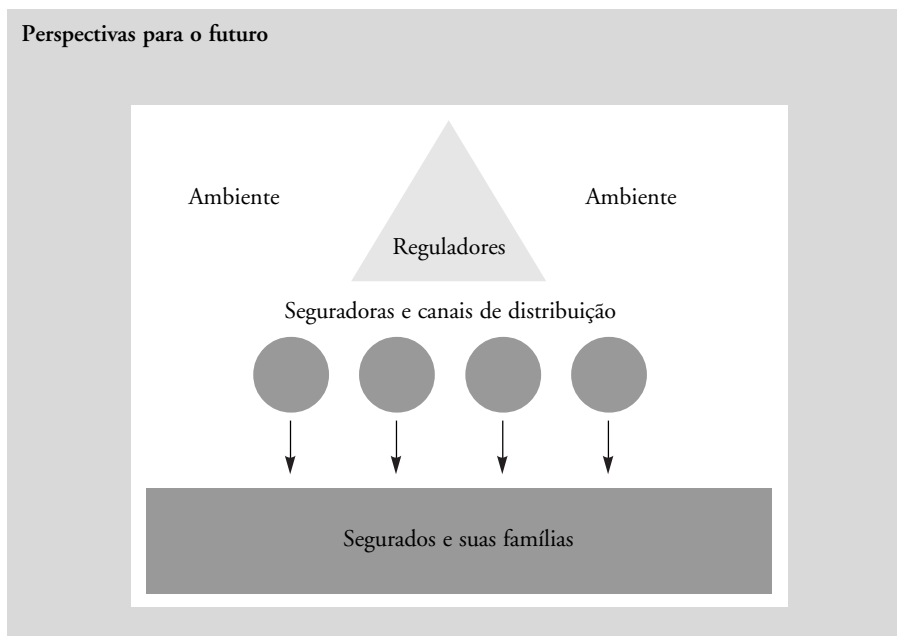 Perspectivas para o futuro
Ambiente
Ambiente
Reguladores
Seguradoras e canais de distribuição
Segurados e suas famílias